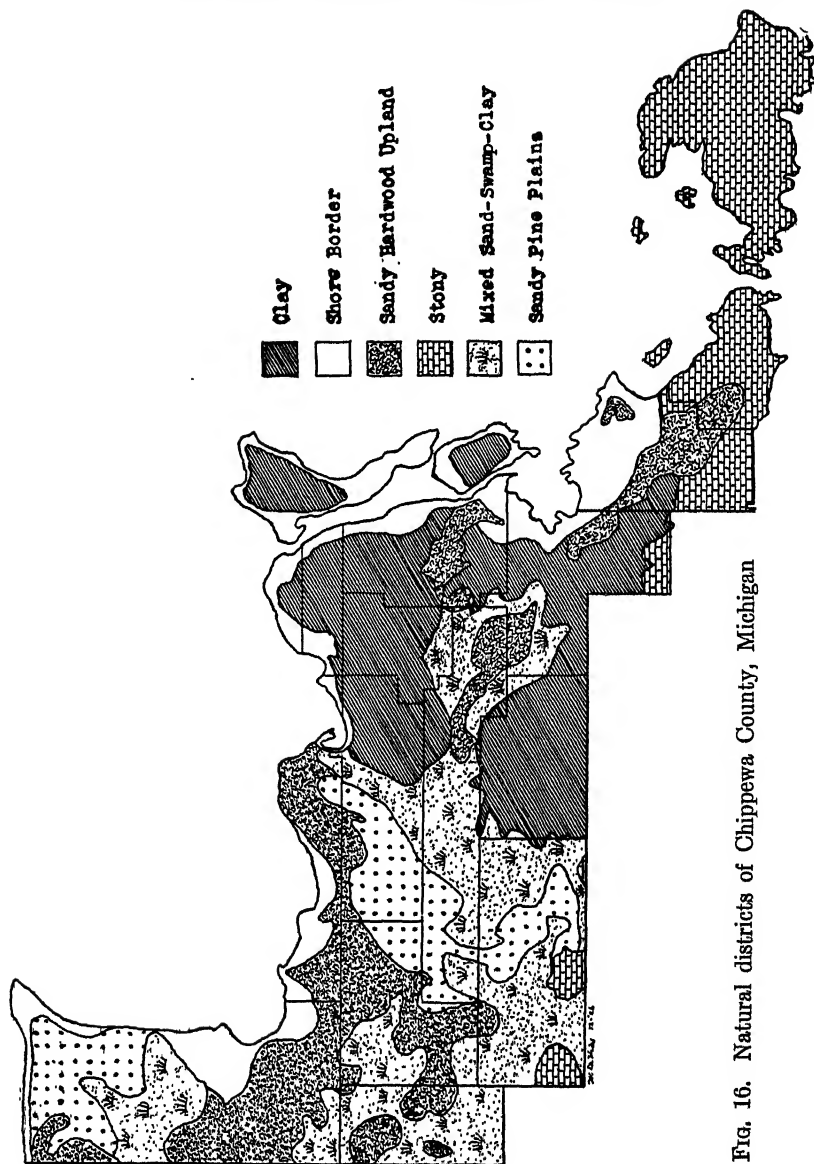 Clay
Shore Border
Sandy Hardwood Upland
Stony
Mixed Sand-Swamp-Clay
Sandy Pine Plains
FIG. 16. Natural districts of Chippewa County, Michigan